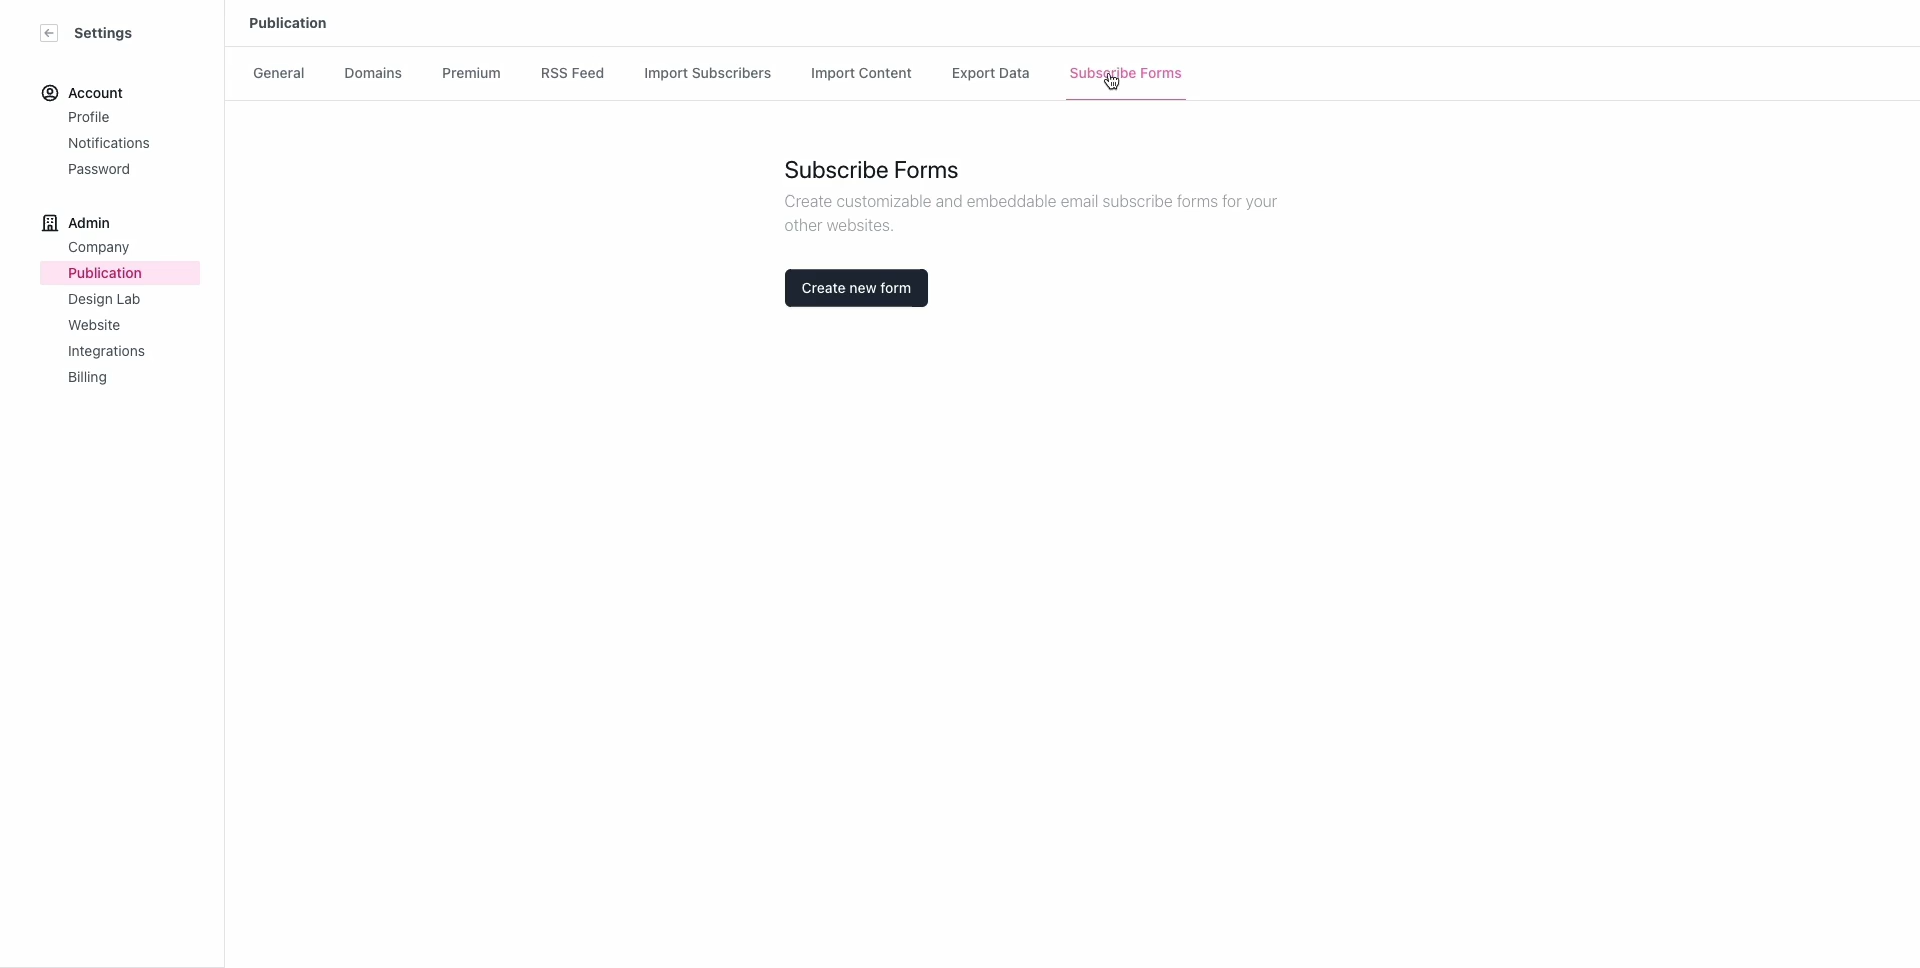 Settings
Account
Profile
Notifications
Password
Admin
Company
Publication
Design Lab
Website
Integrations
Billing
Publication
General Domains Premium RSS Feed Import Subscribers Import Content Export Data Subscribe Forms
Subscribe Forms
Create customizable and embeddable email subscribe forms for your
other websites.
Create new form